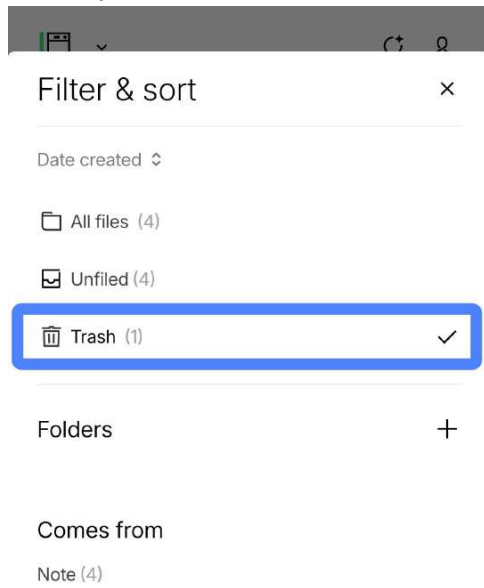 Filter & sort
Date created
All files (4)
Unfiled (4)
Trash (1)
Folders
Comes from
Note (4)